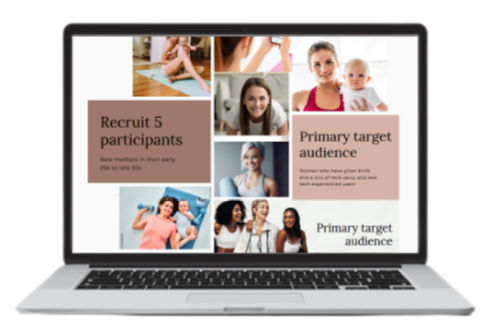 Recruit 5
participants
New mothers in their early
20s to late 30s
Primary target
audience
Women who have given birth
and a mix of tech savvy and less
tech experienced users
Primary target
audience